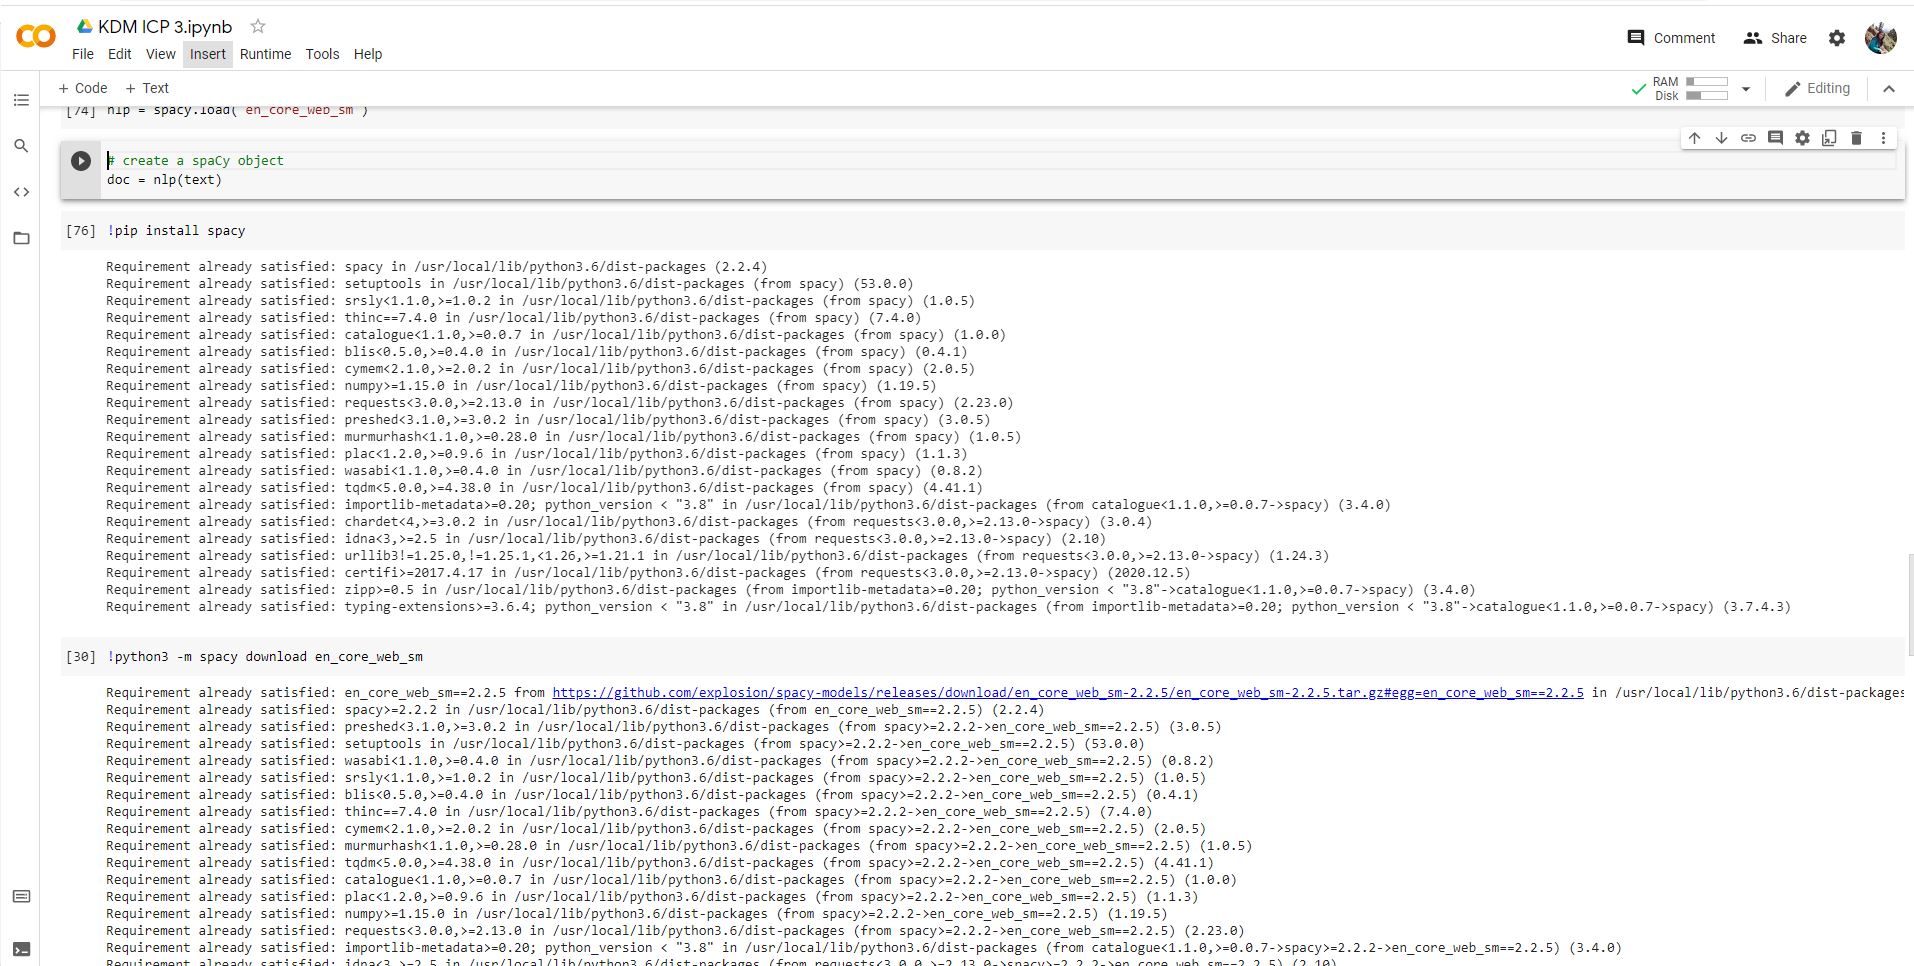 KDM ICP 3.ipynb
File Edit View Insert Runtime Tools Help
Comment Share
+ Code + Text
RAM
Disk
Editing
[74] nlp = spacy.load('en_core_web_sm')
# create a spaCy object
doc = nlp(text)
[76] !pip install spacy
Requirement already satisfied: spacy in /usr/local/lib/python3.6/dist-packages (2.2.4)
Requirement already satisfied: setuptools in /usr/local/lib/python3.6/dist-packages (from spacy) (53.0.0)
Requirement already satisfied: srsly<1.1.0,>=1.0.2 in /usr/local/lib/python3.6/dist-packages (from spacy) (1.0.5)
Requirement already satisfied: thinc==7.4.0 in /usr/local/lib/python3.6/dist-packages (from spacy) (7.4.0)
Requirement already satisfied: catalogue<1.1.0,>=0.0.7 in /usr/local/lib/python3.6/dist-packages (from spacy) (1.0.0)
Requirement already satisfied: blis<0.5.0,>=0.4.0 in /usr/local/lib/python3.6/dist-packages (from spacy) (0.4.1)
Requirement already satisfied: cymem<2.1.0,>=2.0.2 in /usr/local/lib/python3.6/dist-packages (from spacy) (2.0.5)
Requirement already satisfied: numpy>=1.15.0 in /usr/local/lib/python3.6/dist-packages (from spacy) (1.19.5)
Requirement already satisfied: requests<3.0.0,>=2.13.0 in /usr/local/lib/python3.6/dist-packages (from spacy) (2.23.0)
Requirement already satisfied: preshed<3.1.0,>=3.0.2 in /usr/local/lib/python3.6/dist-packages (from spacy) (3.0.5)
Requirement already satisfied: murmurhash<1.1.0,>=0.28.0 in /usr/local/lib/python3.6/dist-packages (from spacy) (1.0.5)
Requirement already satisfied: plac<1.2.0,>=0.9.6 in /usr/local/lib/python3.6/dist-packages (from spacy) (1.1.3)
Requirement already satisfied: wasabi<1.1.0,>=0.4.0 in /usr/local/lib/python3.6/dist-packages (from spacy) (0.8.2)
Requirement already satisfied: tqdm<5.0.0,>=4.38.0 in /usr/local/lib/python3.6/dist-packages (from spacy) (4.41.1)
Requirement already satisfied: importlib-metadata>=0.20; python_version < "3.8" in /usr/local/lib/python3.6/dist-packages (from catalogue<1.1.0,>=0.0.7->spacy) (3.4.0)
Requirement already satisfied: chardet<4,>=3.0.2 in /usr/local/lib/python3.6/dist-packages (from requests<3.0.0,>=2.13.0->spacy) (3.0.4)
Requirement already satisfied: idna<3,>=2.5 in /usr/local/lib/python3.6/dist-packages (from requests<3.0.0,>=2.13.0->spacy) (2.10)
Requirement already satisfied: urllib3!=1.25.0,!=1.25.1,<1.26,>=1.21.1 in /usr/local/lib/python3.6/dist-packages (from requests<3.0.0,>=2.13.0->spacy) (1.24.3)
Requirement already satisfied: certifi>=2017.4.17 in /usr/local/lib/python3.6/dist-packages (from requests<3.0.0,>=2.13.0->spacy) (2020.12.5)
Requirement already satisfied: zipp>=0.5 in /usr/local/lib/python3.6/dist-packages (from importlib-metadata>=0.20; python_version < "3.8"->catalogue<1.1.0,>=0.0.7->spacy) (3.4.0)
Requirement already satisfied: typing-extensions>=3.6.4; python_version < "3.8" in /usr/local/lib/python3.6/dist-packages (from importlib-metadata>=0.20; python_version < "3.8"->catalogue<1.1.0,>=0.0.7->spacy) (3.7.4.3)
[30] !python3 -m spacy download en_core_web_sm
Requirement already satisfied: en_core_web_sm==2.2.5 from https://github.com/explosion/spacy-models/releases/download/en_core_web_sm-2.2.5/en_core_web_sm-2.2.5.tar.gz#egg=en_core_web_sm==2.2.5 in /usr/local/lib/python3.6/dist-packages
Requirement already satisfied: spacy>=2.2.2 in /usr/local/lib/python3.6/dist-packages (from en_core_web_sm==2.2.5) (2.2.4)
Requirement already satisfied: preshed<3.1.0,>=3.0.2 in /usr/local/lib/python3.6/dist-packages (from spacy>=2.2.2->en_core_web_sm==2.2.5) (3.0.5)
Requirement already satisfied: setuptools in /usr/local/lib/python3.6/dist-packages (from spacy>=2.2.2->en_core_web_sm==2.2.5) (53.0.0)
Requirement already satisfied: wasabi<1.1.0,>=0.4.0 in /usr/local/lib/python3.6/dist-packages (from spacy>=2.2.2->en_core_web_sm==2.2.5) (0.8.2)
Requirement already satisfied: srsly<1.1.0,>=1.0.2 in /usr/local/lib/python3.6/dist-packages (from spacy>=2.2.2->en_core_web_sm==2.2.5) (1.0.5)
Requirement already satisfied: blis<0.5.0,>=0.4.0 in /usr/local/lib/python3.6/dist-packages (from spacy>=2.2.2->en_core_web_sm==2.2.5) (0.4.1)
Requirement already satisfied: thinc==7.4.0 in /usr/local/lib/python3.6/dist-packages (from spacy>=2.2.2->en_core_web_sm==2.2.5) (7.4.0)
Requirement already satisfied: cymem<2.1.0,>=2.0.2 in /usr/local/lib/python3.6/dist-packages (from spacy>=2.2.2->en_core_web_sm==2.2.5) (2.0.5)
Requirement already satisfied: murmurhash<1.1.0,>=0.28.0 in /usr/local/lib/python3.6/dist-packages (from spacy>=2.2.2->en_core_web_sm==2.2.5) (1.0.5)
Requirement already satisfied: tqdm<5.0.0,>=4.38.0 in /usr/local/lib/python3.6/dist-packages (from spacy>=2.2.2->en_core_web_sm==2.2.5) (4.41.1)
Requirement already satisfied: catalogue<1.1.0,>=0.0.7 in /usr/local/lib/python3.6/dist-packages (from spacy>=2.2.2->en_core_web_sm==2.2.5) (1.0.0)
Requirement already satisfied: plac<1.2.0,>=0.9.6 in /usr/local/lib/python3.6/dist-packages (from spacy>=2.2.2->en_core_web_sm==2.2.5) (1.1.3)
Requirement already satisfied: numpy>=1.15.0 in /usr/local/lib/python3.6/dist-packages (from spacy>=2.2.2->en_core_web_sm==2.2.5) (1.19.5)
Requirement already satisfied: requests<3.0.0,>=2.13.0 in /usr/local/lib/python3.6/dist-packages (from spacy>=2.2.2->en_core_web_sm==2.2.5) (2.23.0)
Requirement already satisfied: importlib-metadata>=0.20; python_version < "3.8" in /usr/local/lib/python3.6/dist-packages (from catalogue<1.1.0,>=0.0.7->spacy>=2.2.2->en_core_web_sm==2.2.5) (3.4.0)
Requirement already satisfied: idna<3,>=2.5 in /usr/local/lib/python3.6/dist-packages (from requests<3.0.0,>=2.13.0->spacy>=2.2.2->en_core_web_sm==2.2.5) (2.10)